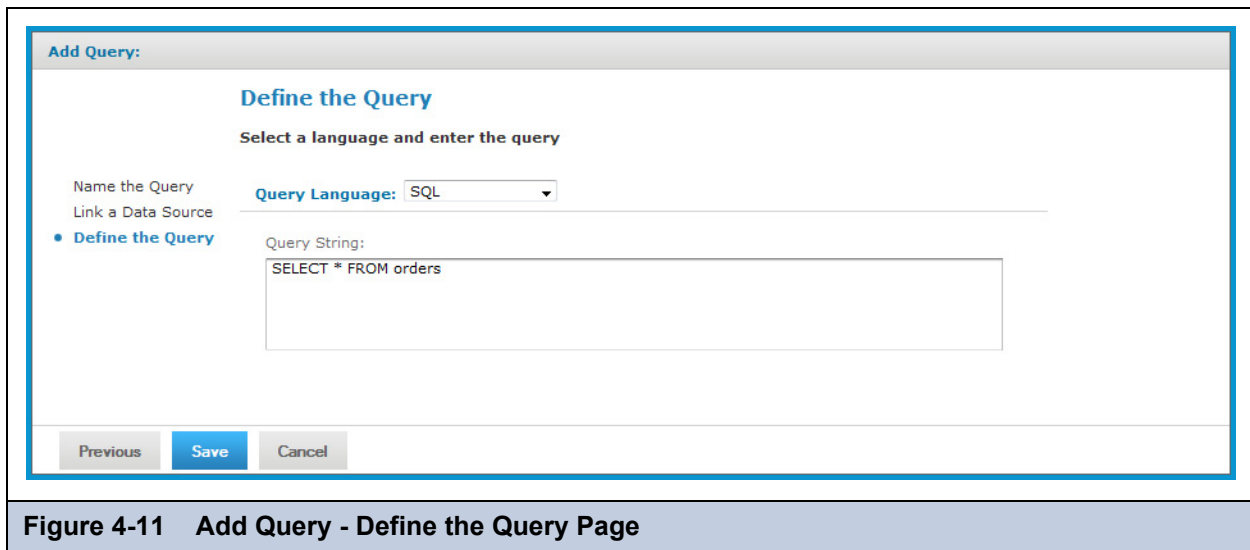 Add Query:
Define the Query
Select a language and enter the query
Name the Query
Link a Data Source
Define the Query
Query Language: SQL
Query String:
SELECT * FROM orders
Previous Save Cancel
Figure 4-11 Add Query - Define the Query Page